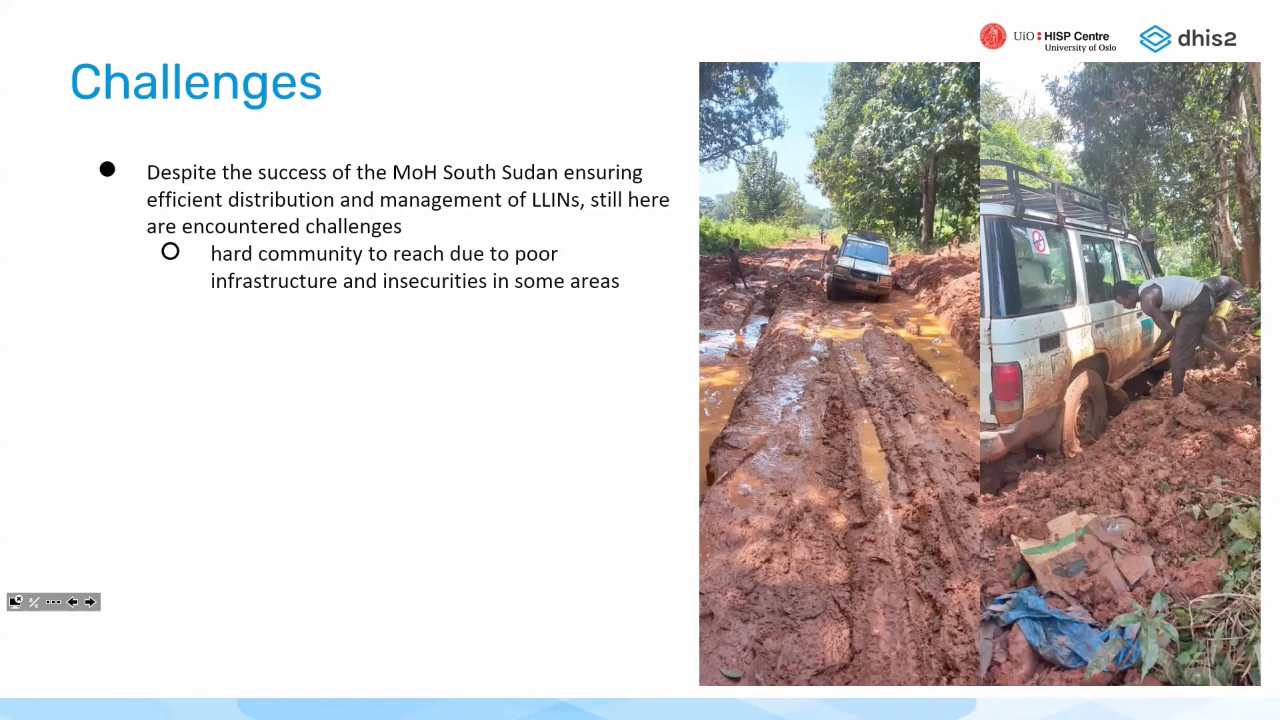 UiO HISP Centre
University of Oslo
dhis2
Challenges
Despite the success of the MoH South Sudan ensuring
efficient distribution and management of LLINs, still here
are encountered challenges
hard community to reach due to poor
infrastructure and insecurities in some areas